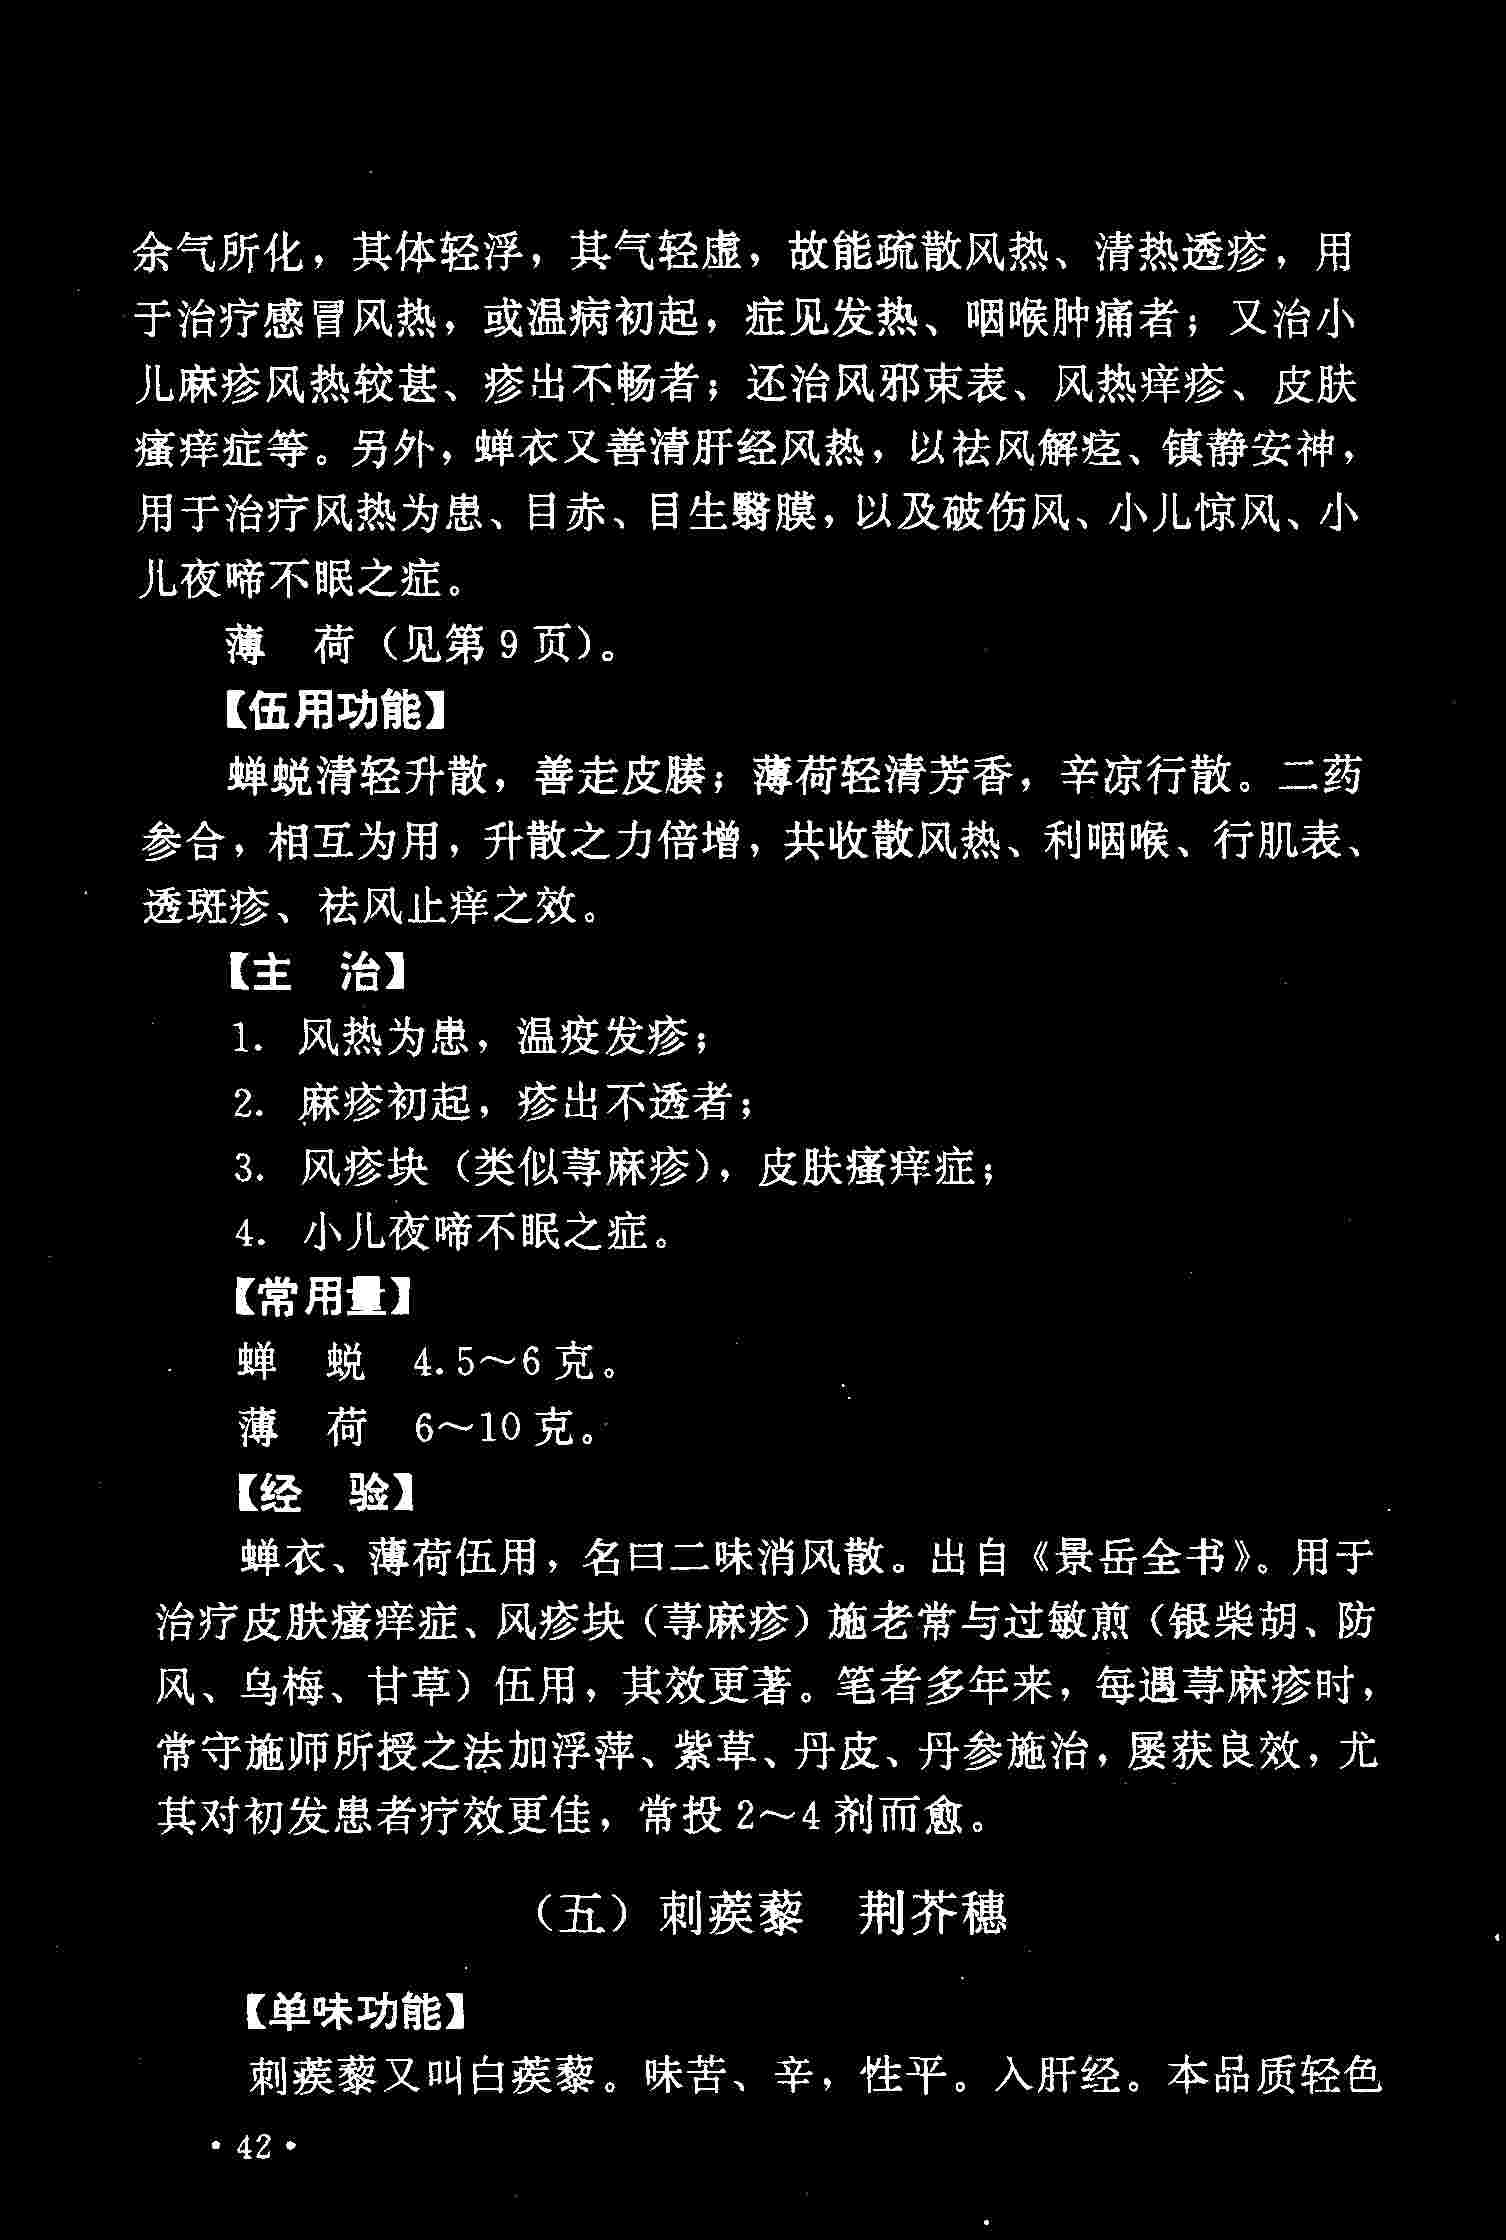 余气所化，其体轻浮，其气轻虚，故能疏散风热、清热透疹，用
于治疗感冒风热，或温病初起，症见发热、咽喉肿痛者；又治小
儿麻疹风热较甚、疹出不畅者；还治风邪束表、风热痒疹、皮肤
瘙痒症等。另外，蝉衣又善清肝经风热，以祛风解痉、镇静安神，
用于治疗风热为患、目赤、目生翳膜，以及破伤风、小儿惊风、小
儿夜啼不眠之症。
薄　荷（见第 9 页）。
【伍用功能】
蝉蜕清轻升散，善走皮腠；薄荷轻清芳香，辛凉行散。二药
参合，相互为用，升散之力倍增，共收散风热、利咽喉、行肌表、
透斑疹、祛风止痒之效。
【主　治】
1. 风热为患，温疫发疹；
2. 麻疹初起，疹出不透者；
3. 风疹块（类似荨麻疹），皮肤瘙痒症；
4. 小儿夜啼不眠之症。
【常用量】
蝉　蜕　4.5～6 克。
薄　荷　6～10 克。
【经　验】
蝉衣、薄荷伍用，名曰二味消风散。出自《景岳全书》。用于
治疗皮肤瘙痒症、风疹块（荨麻疹）施老常与过敏煎（银柴胡、防
风、乌梅、甘草）伍用，其效更著。笔者多年来，每遇荨麻疹时，
常守施师所授之法加浮萍、紫草、丹皮、丹参施治，屡获良效，尤
其对初发患者疗效更佳，常投 2～4 剂而愈。
（五）刺蒺藜　荆芥穗
【单味功能】
刺蒺藜又叫白蒺藜。味苦、辛，性平。入肝经。本品质轻色
· 42 ·